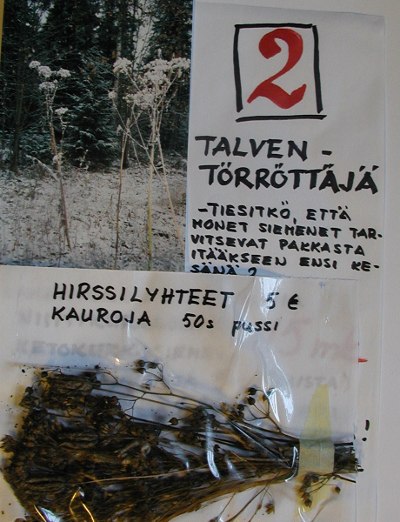 2
TALVEN-
TÖRRÖTTÄJÄ
-TIESITKÖ, ETTÄ
MONET SIEMENET TAR-
VITSEVAT PAKKASTA
ITÄÄKSEEN ENSI KE-
SÄNÄ?
HIRSSILYHTEET 5 €
KAUROJA 50s pussi